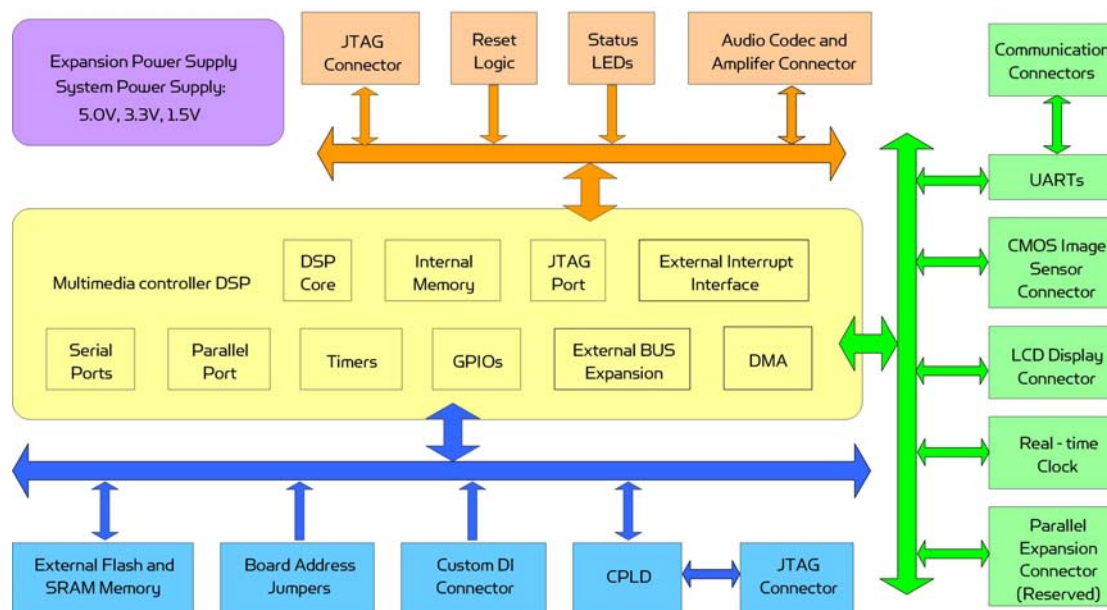 Expansion Power Supply
System Power Supply:
5.0V, 3.3V, 1.5V
JTAG
Connector
Reset
Logic
Status
LEDs
Audio Codec and
Amplifer Connector
Communication
Connectors
UARTs
CMOS Image
Sensor
Connector
LCD Display
Connector
Real - time
Clock
Parallel
Expansion
Connector
(Reserved)
Multimedia controller DSP
DSP
Core
Internal
Memory
JTAG
Port
External Interrupt
Interface
Serial
Ports
Parallel
Port
Timers
GPIOs
External BUS
Expansion
DMA
External Flash and
SRAM Memory
Board Address
Jumpers
Custom DI
Connector
CPLD
JTAG
Connector